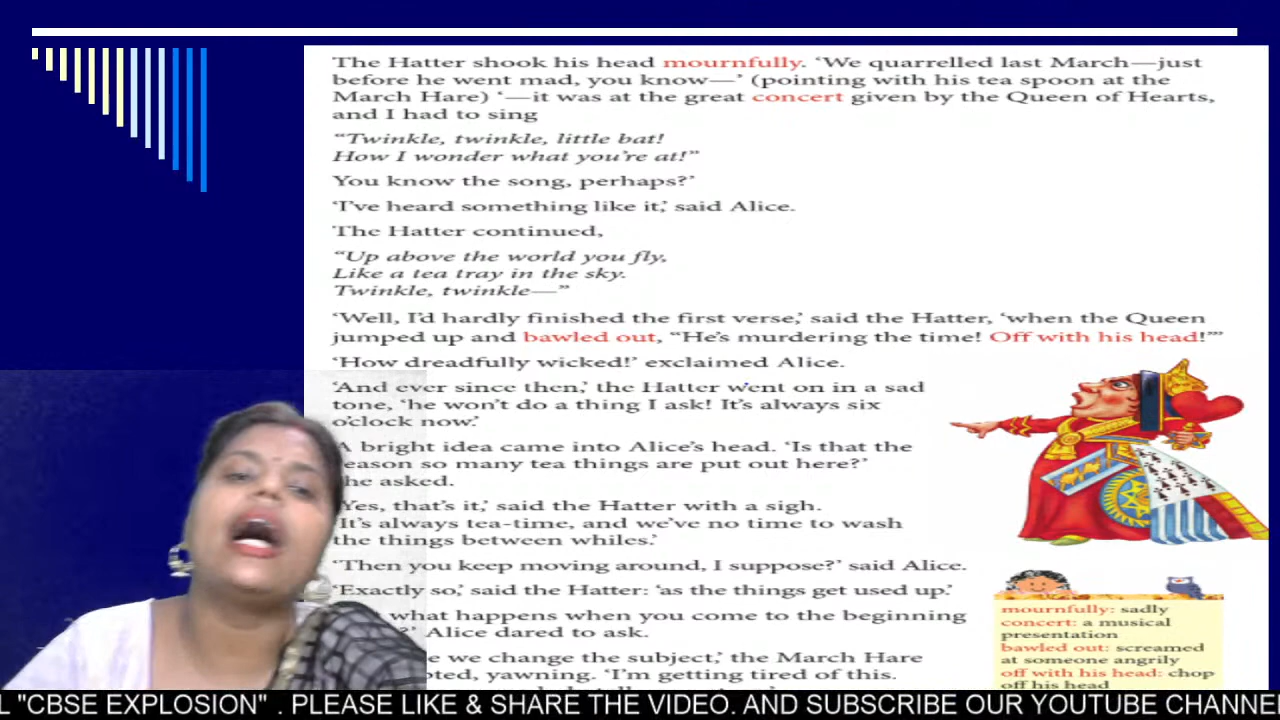 The Hatter shook his head mournfully. ‘We quarrelled last March—just
before he went mad, you know—’ (pointing with his tea spoon at the
March Hare) ‘—it was at the great concert given by the Queen of Hearts,
and I had to sing
“Twinkle, twinkle, little bat!
How I wonder what you’re at!”
You know the song, perhaps?’
‘I’ve heard something like it,’ said Alice.
The Hatter continued,
“Up above the world you fly,
Like a tea tray in the sky.
Twinkle, twinkle—”
‘Well, I’d hardly finished the first verse,’ said the Hatter, ‘when the Queen
jumped up and bawled out, “He’s murdering the time! Off with his head!”’
‘How dreadfully wicked!’ exclaimed Alice.
‘And ever since then,’ the Hatter went on in a sad
tone, ‘he won’t do a thing I ask! It’s always six
o’clock now.’
A bright idea came into Alice’s head. ‘Is that the
eason so many tea things are put out here?’
he asked.
Yes, that’s it,’ said the Hatter with a sigh.
It’s always tea-time, and we’ve no time to wash
the things between whiles.’
‘Then you keep moving around, I suppose?’ said Alice.
‘Exactly so,’ said the Hatter: ‘as the things get used up.’
what happens when you come to the beginning
?’ Alice dared to ask.
e we change the subject,’ the March Hare
pted, yawning. ‘I’m getting tired of this.
mournfully: sadly
concert: a musical
presentation
bawled out: screamed
at someone angrily
off with his head: chop
off his head
L "CBSE EXPLOSION" . PLEASE LIKE & SHARE THE VIDEO. AND SUBSCRIBE OUR YOUTUBE CHANNE